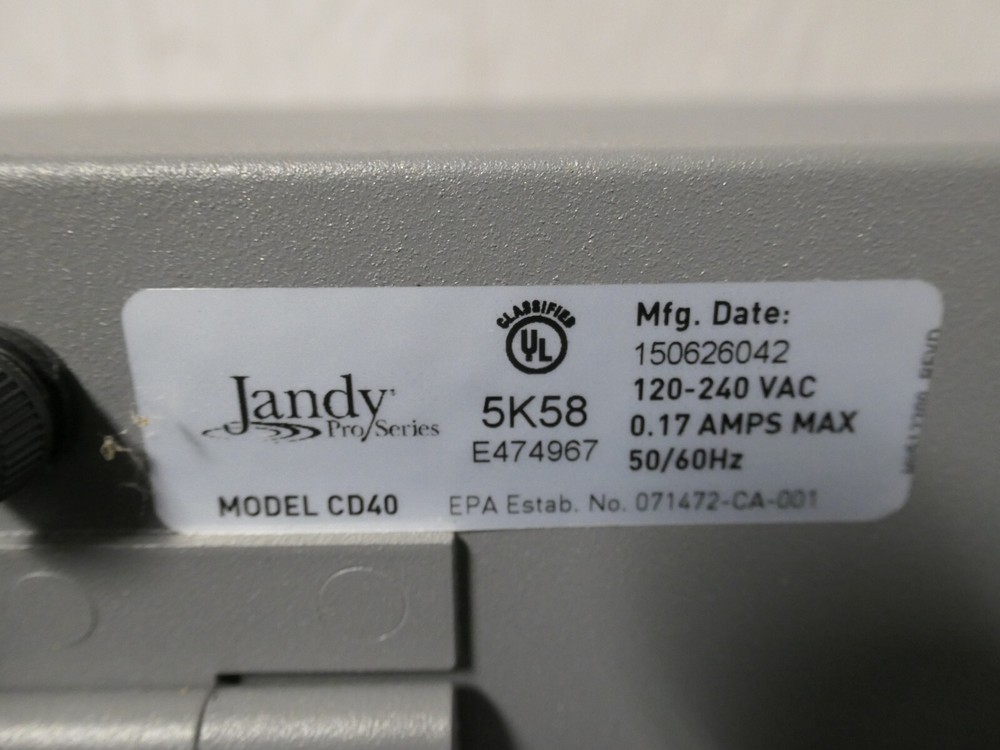 Jandy
Pro Series
MODEL CD40
CLASSIFIED
UL
5K58
E474967
EPA Estab. No. 071472-CA-001
Mfg. Date:
150626042
120-240 VAC
0.17 AMPS MAX
50/60Hz